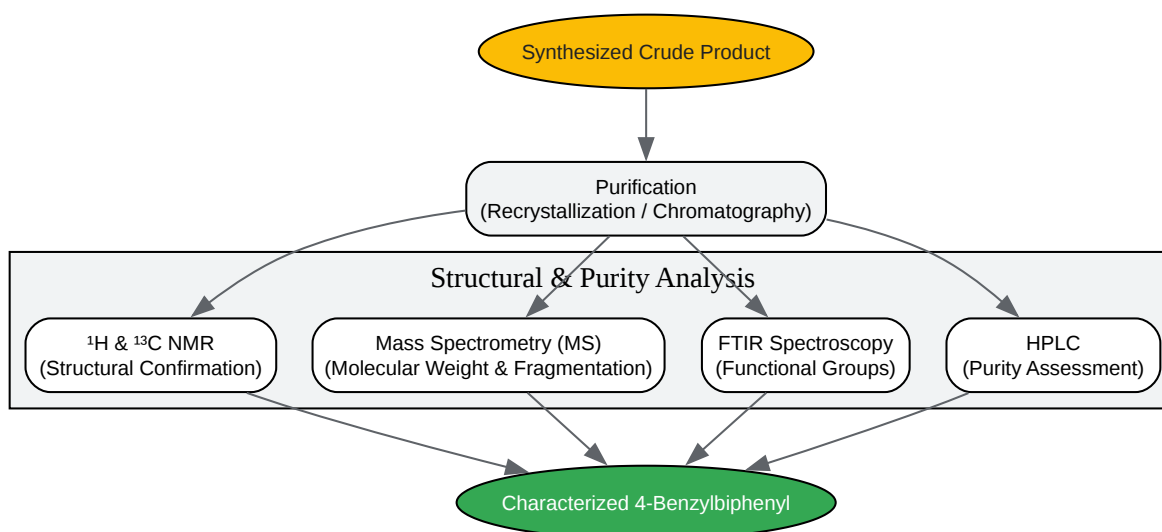 Synthesized Crude Product
Purification
(Recrystallization / Chromatography)
Structural & Purity Analysis
¹H & ¹³C NMR
(Structural Confirmation)
Mass Spectrometry (MS)
(Molecular Weight & Fragmentation)
FTIR Spectroscopy
(Functional Groups)
HPLC
(Purity Assessment)
Characterized 4-Benzylbiphenyl